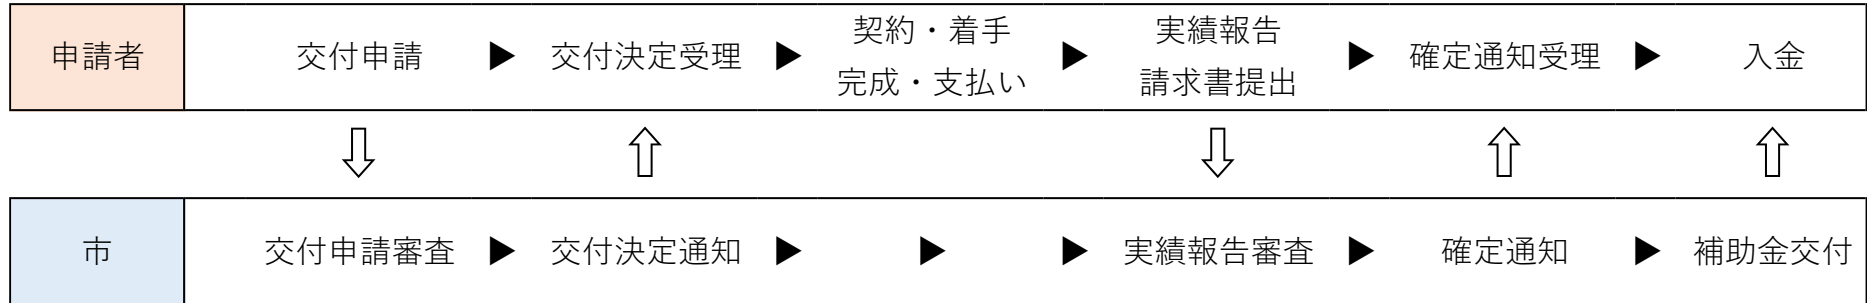 申請者 交付申請 ▶ 交付決定受理 ▶ 契約・着手 ▶ 実績報告 ▶ 確定通知受理 ▶ 入金
完成・支払い 請求書提出
⇩ ⇧ ⇩ ⇧ ⇧
市 交付申請審査 ▶ 交付決定通知 ▶ ▶ ▶ 実績報告審査 ▶ 確定通知 ▶ 補助金交付